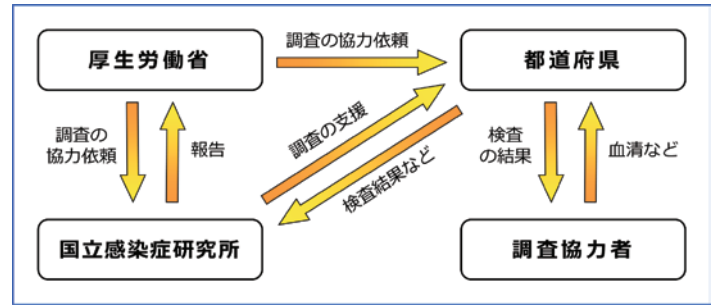 調査の協力依頼
厚生労働省
都道府県
調査の
協力依頼
報告
調査の支援
検査結果など
検査
の結果
血清など
国立感染症研究所
調査協力者